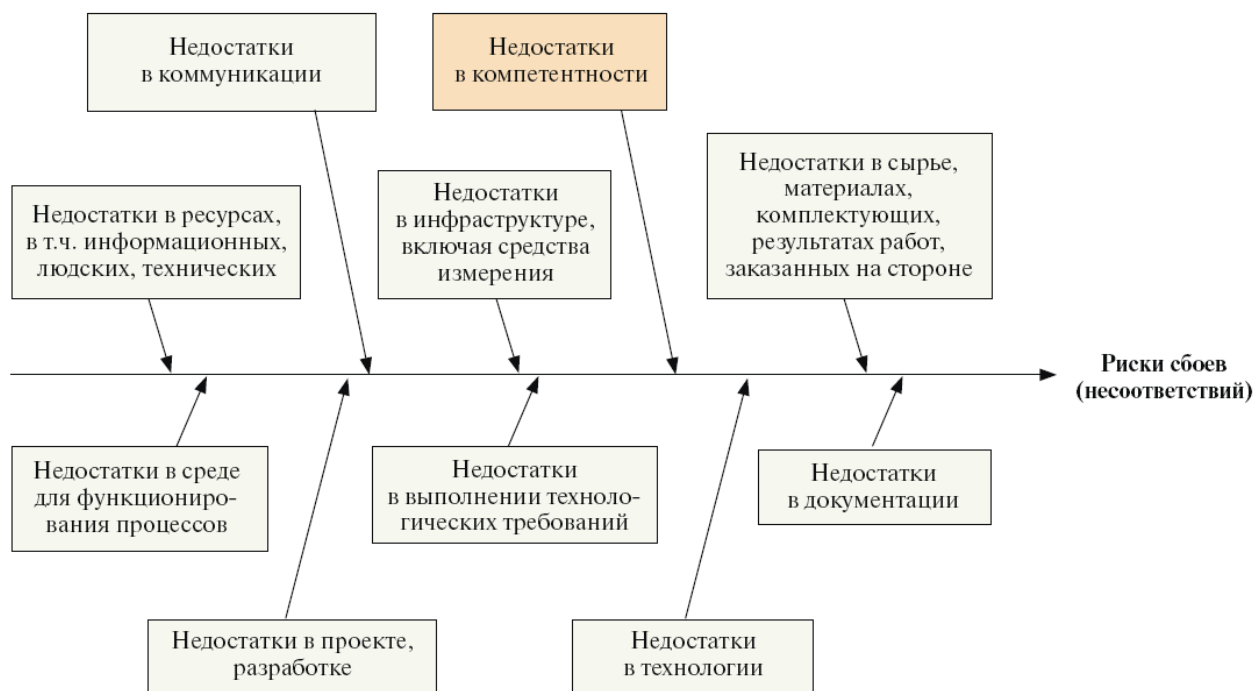 Недостатки
в коммуникации
Недостатки
в компетентности
Недостатки в ресурсах,
в т.ч. информационных,
людских, технических
Недостатки
в инфраструктуре,
включая средства
измерения
Недостатки в сырье,
материалах,
комплектующих,
результатах работ,
заказанных на стороне
Риски сбоев
(несоответствий)
Недостатки в среде
для функциониро-
вания процессов
Недостатки
в выполнении техноло-
гических требований
Недостатки
в документации
Недостатки в проекте,
разработке
Недостатки
в технологии